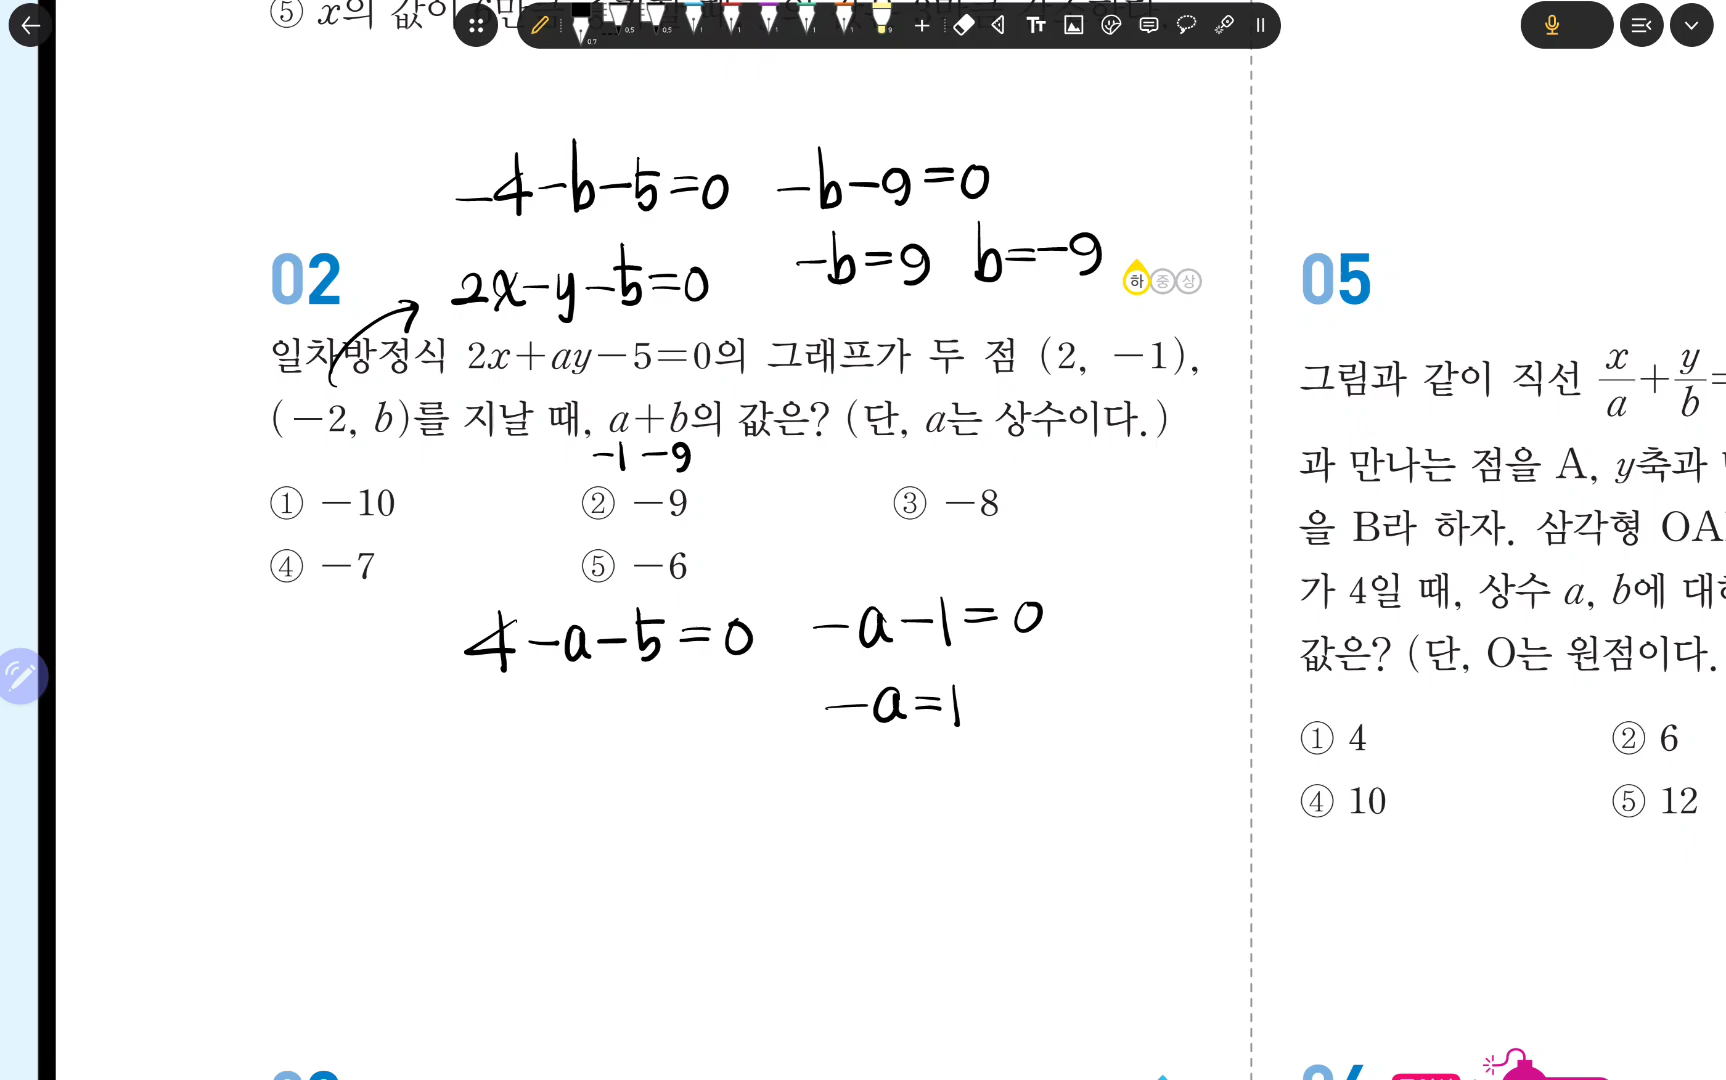 ⑤ x의 값이
-4-b-5=0 -b-9=0
-b=9 b=-9
02 2x-y-5=0 하 중 상
일차방정식 2x+ay-5=0의 그래프가 두 점 (2, -1),
(-2, b)를 지날 때, a+b의 값은? (단, a는 상수이다.)
-1 -9
① -10 ② -9 ③ -8
④ -7 ⑤ -6
4-a-5=0 -a-1=0
-a=1
05
그림과 같이 직선 x/a+y/b=
과 만나는 점을 A, y축과
을 B라 하자. 삼각형 OA
가 4일 때, 상수 a, b에 대
값은? (단, O는 원점이다.
① 4 ② 6
④ 10 ⑤ 12